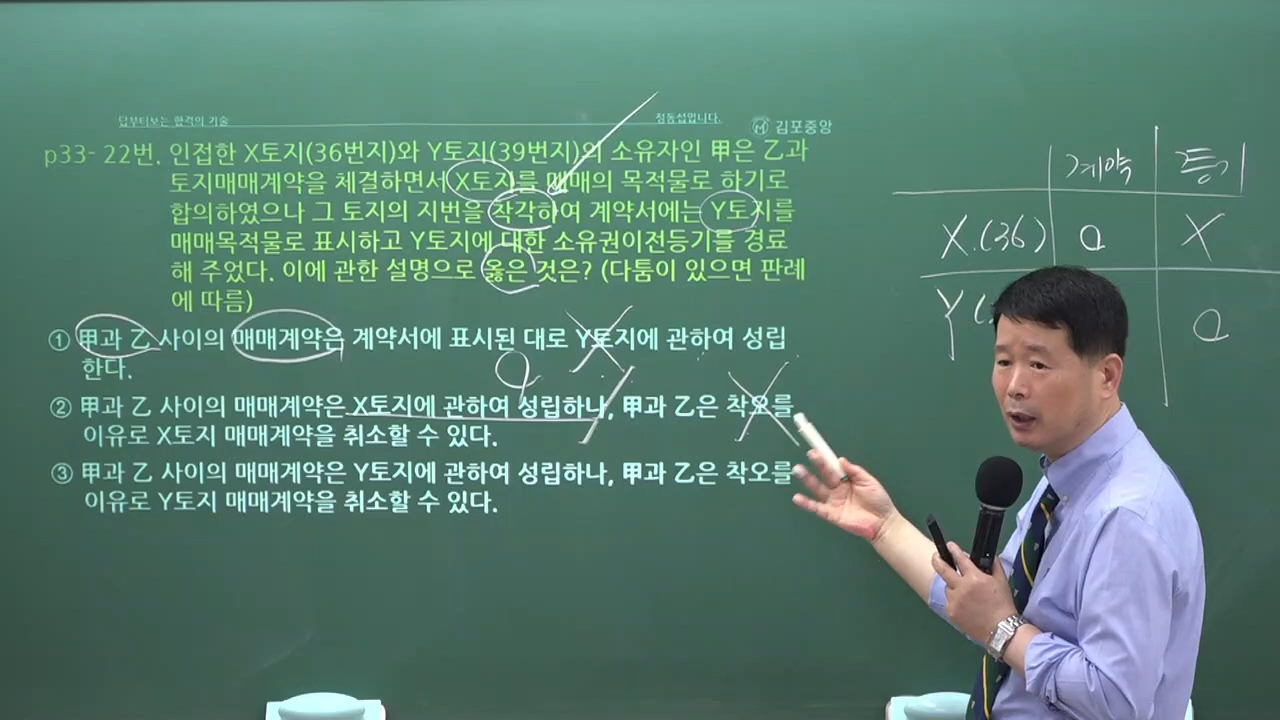 답부터보는 합격의 기술
정동섭입니다.
김포중앙
p33- 22번. 인접한 X토지(36번지)와 Y토지(39번지)의 소유자인 甲은 乙과
토지매매계약을 체결하면서 X토지를 매매의 목적물로 하기로
합의하였으나 그 토지의 지번을 착각하여 계약서에는 Y토지를
매매목적물로 표시하고 Y토지에 대한 소유권이전등기를 경료
해 주었다. 이에 관한 설명으로 옳은 것은? (다툼이 있으면 판례
에 따름)
① 甲과 乙 사이의 매매계약은 계약서에 표시된 대로 Y토지에 관하여 성립
한다.
② 甲과 乙 사이의 매매계약은 X토지에 관하여 성립하나, 甲과 乙은 착오를
이유로 X토지 매매계약을 취소할 수 있다.
③ 甲과 乙 사이의 매매계약은 Y토지에 관하여 성립하나, 甲과 乙은 착오를
이유로 Y토지 매매계약을 취소할 수 있다.
계약 등기
X.(36) X
Y(